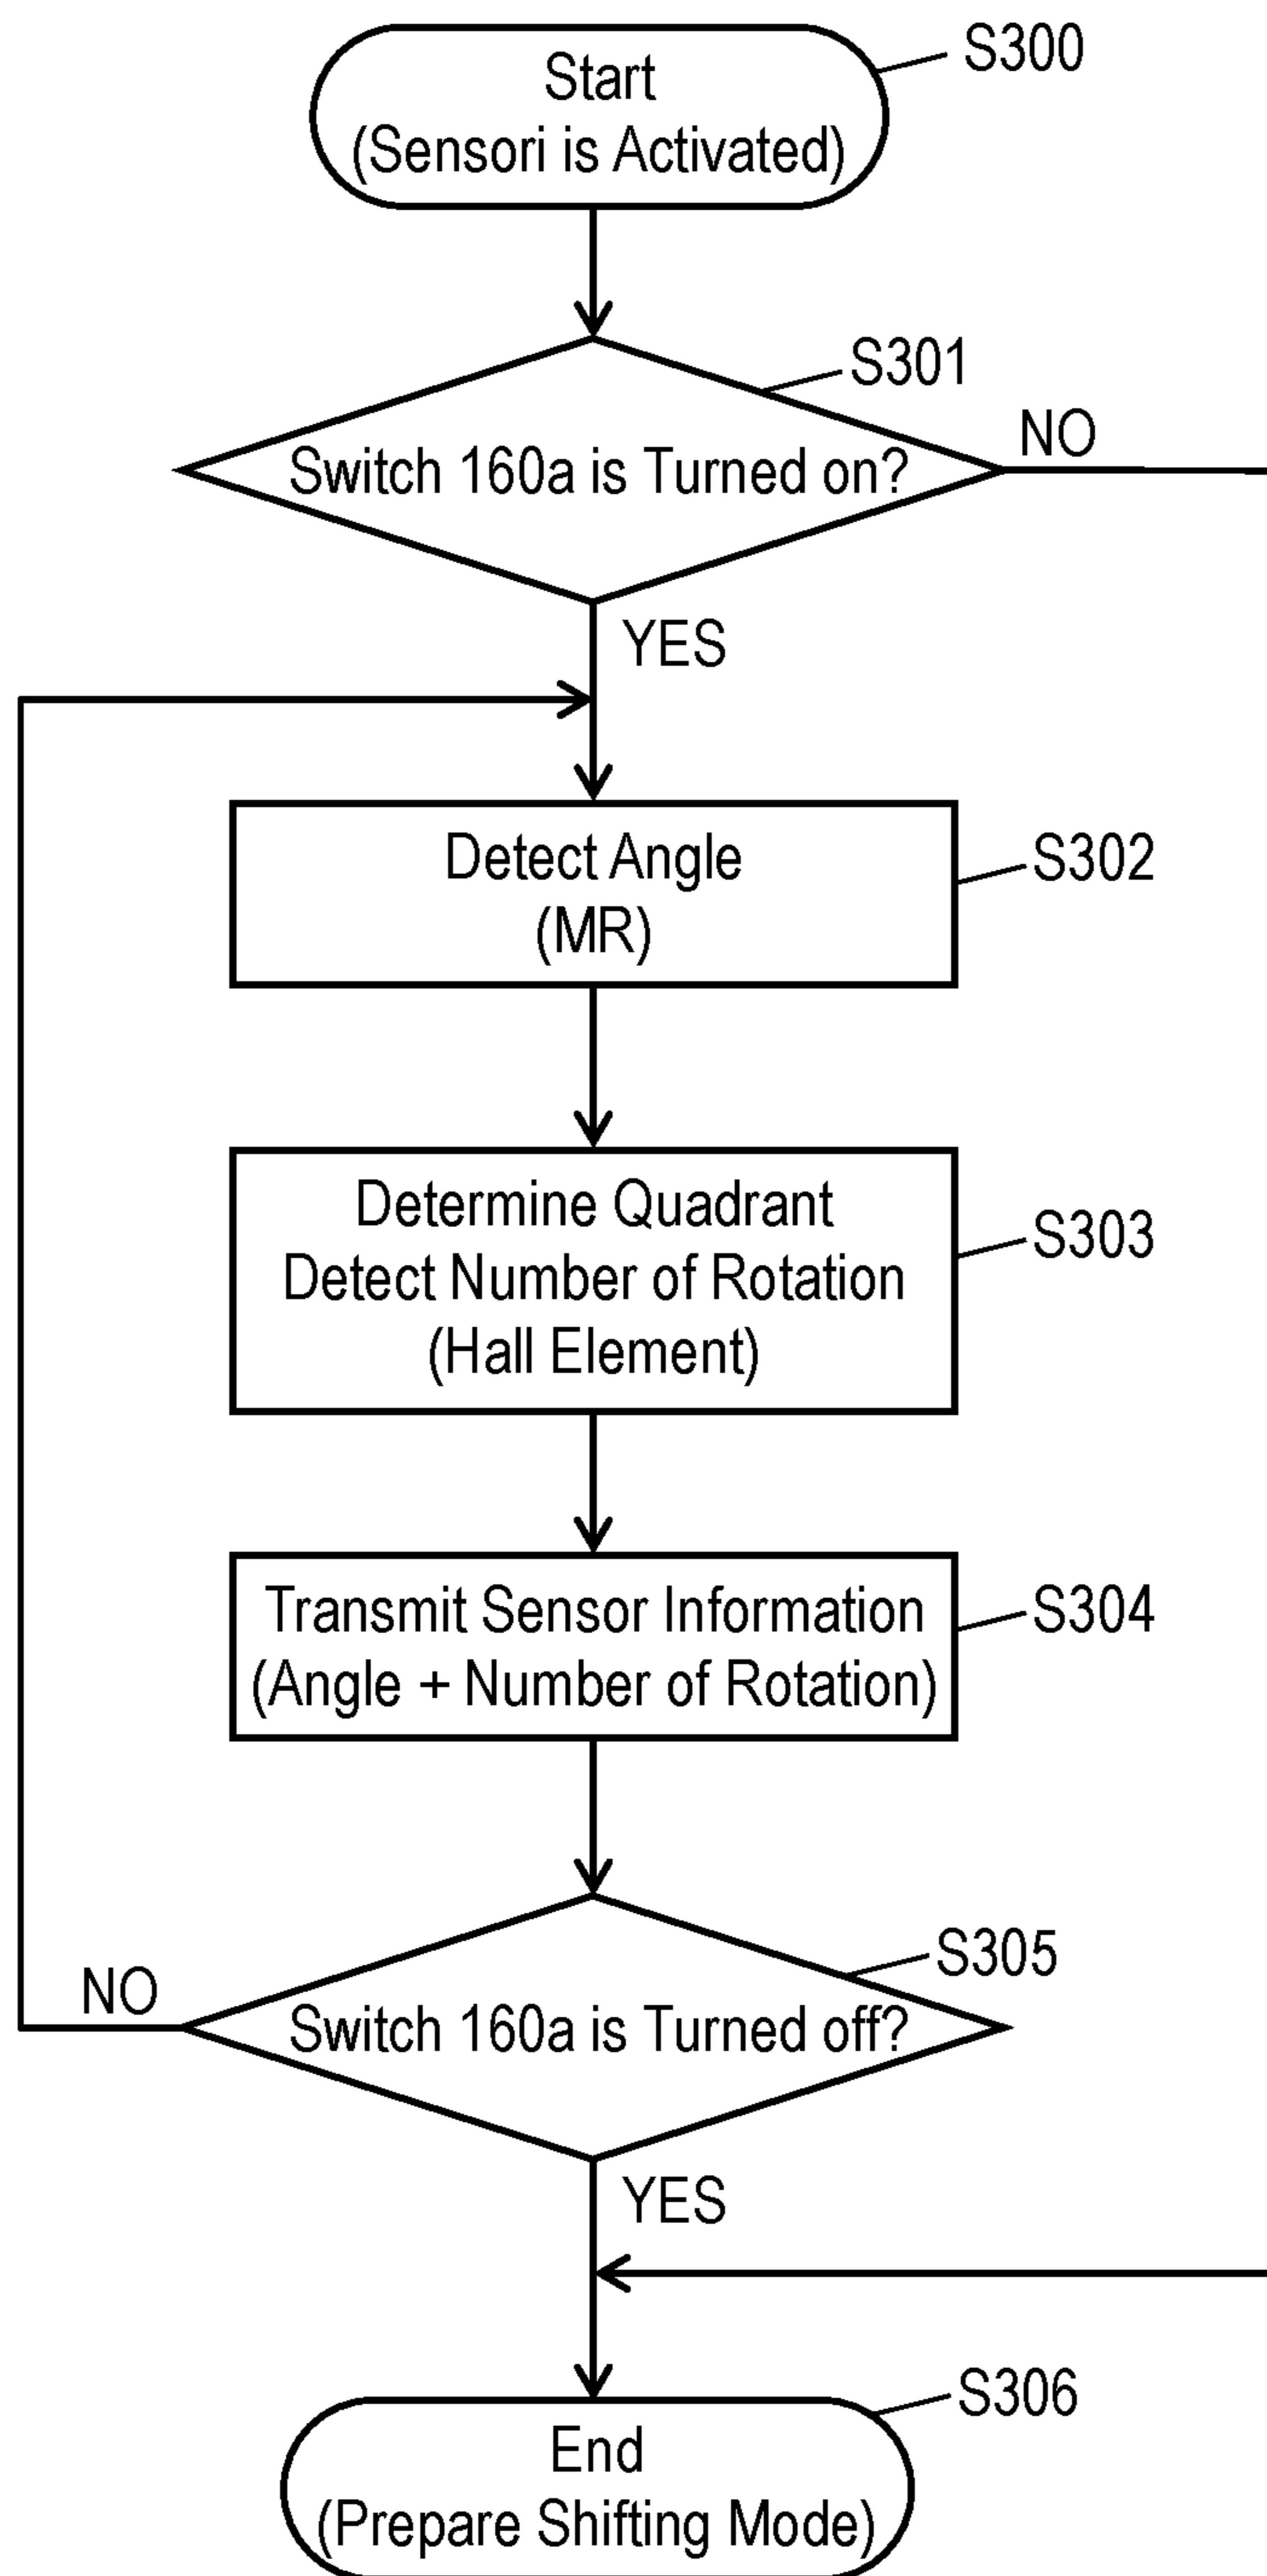 S300
Start
(Sensori is Activated)
S301
NO
Switch 160a is Turned on?
YES
Detect Angle
(MR)
S302
Determine Quadrant
Detect Number of Rotation
(Hall Element)
S303
Transmit Sensor Information
(Angle + Number of Rotation)
S304
S305
NO
Switch 160a is Turned off?
YES
S306
End
(Prepare Shifting Mode)